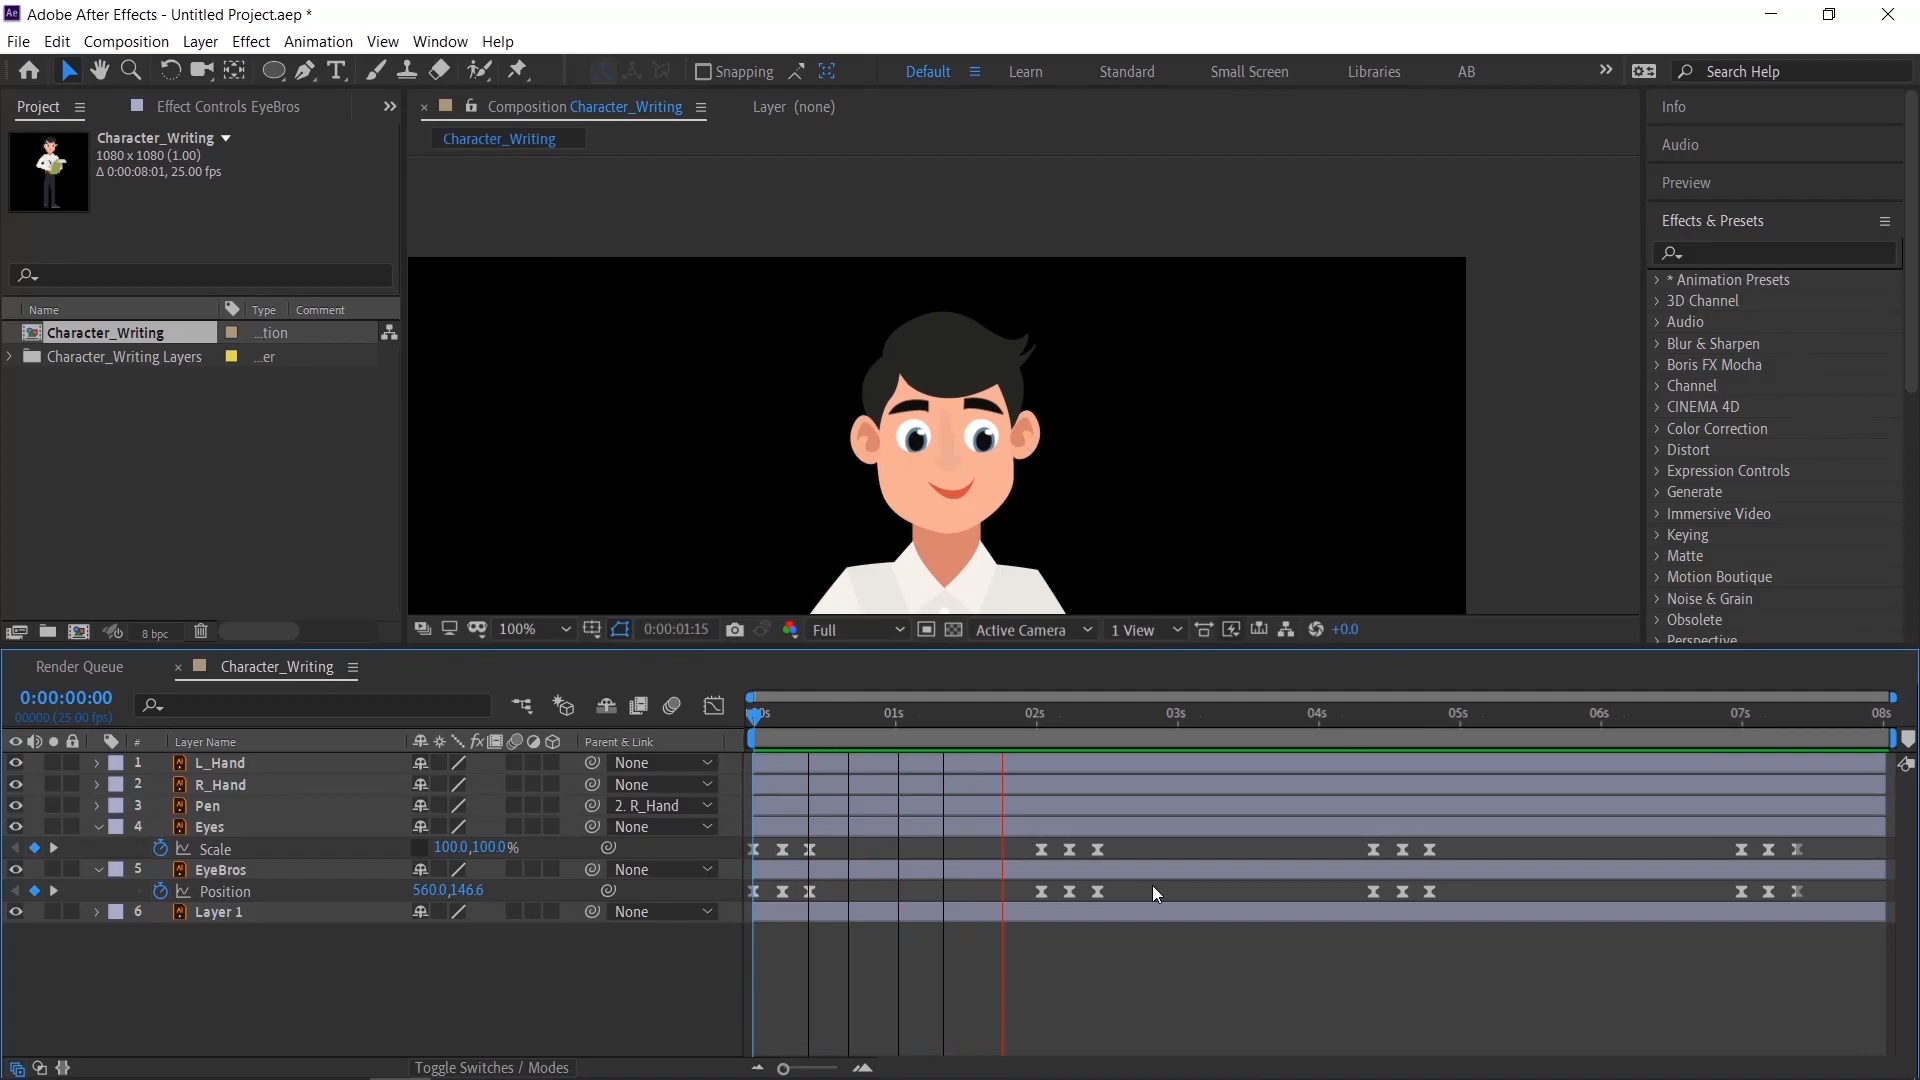 Ae Adobe After Effects - Untitled Project.aep *
File Edit Composition Layer Effect Animation View Window Help
Snapping Default Learn Standard Small Screen Libraries AB Search Help
Project Effect Controls EyeBros
Composition Character_Writing Layer (none)
Character_Writing
Character_Writing
1080 x 1080 (1.00)
Δ 0:00:08:01, 25.00 fps
Name Type Comment
Character_Writing ...tion
Character_Writing Layers ...er
8 bpc
100% 0:00:01:15 Full Active Camera 1 View +0.0
Info
Audio
Preview
Effects & Presets
* Animation Presets
3D Channel
Audio
Blur & Sharpen
Boris FX Mocha
Channel
CINEMA 4D
Color Correction
Distort
Expression Controls
Generate
Immersive Video
Keying
Matte
Motion Boutique
Noise & Grain
Obsolete
Perspective
Render Queue Character_Writing
0:00:00:00
00000 (25.00 fps)
01s 02s 03s 04s 05s 06s 07s 08s
# Layer Name fx Parent & Link
1 L_Hand None
2 R_Hand None
3 Pen 2. R_Hand
4 Eyes None
Scale 100.0,100.0%
5 EyeBros None
Position 560.0,146.6
6 Layer 1 None
Toggle Switches / Modes